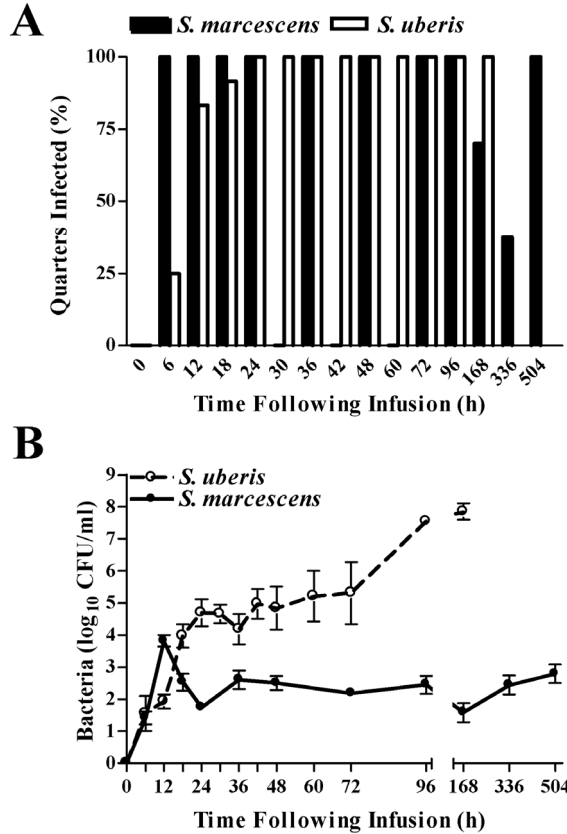 A
S. marcescens S. uberis
Quarters Infected (%)
100
75
50
25
0
0 6 12 18 24 30 36 42 48 60 72 96 168 336 504
Time Following Infusion (h)
B
S. uberis
S. marcescens
Bacteria (log10 CFU/ml)
9
8
7
6
5
4
3
2
1
0
0 12 24 36 48 60 72 96 168 336 504
Time Following Infusion (h)